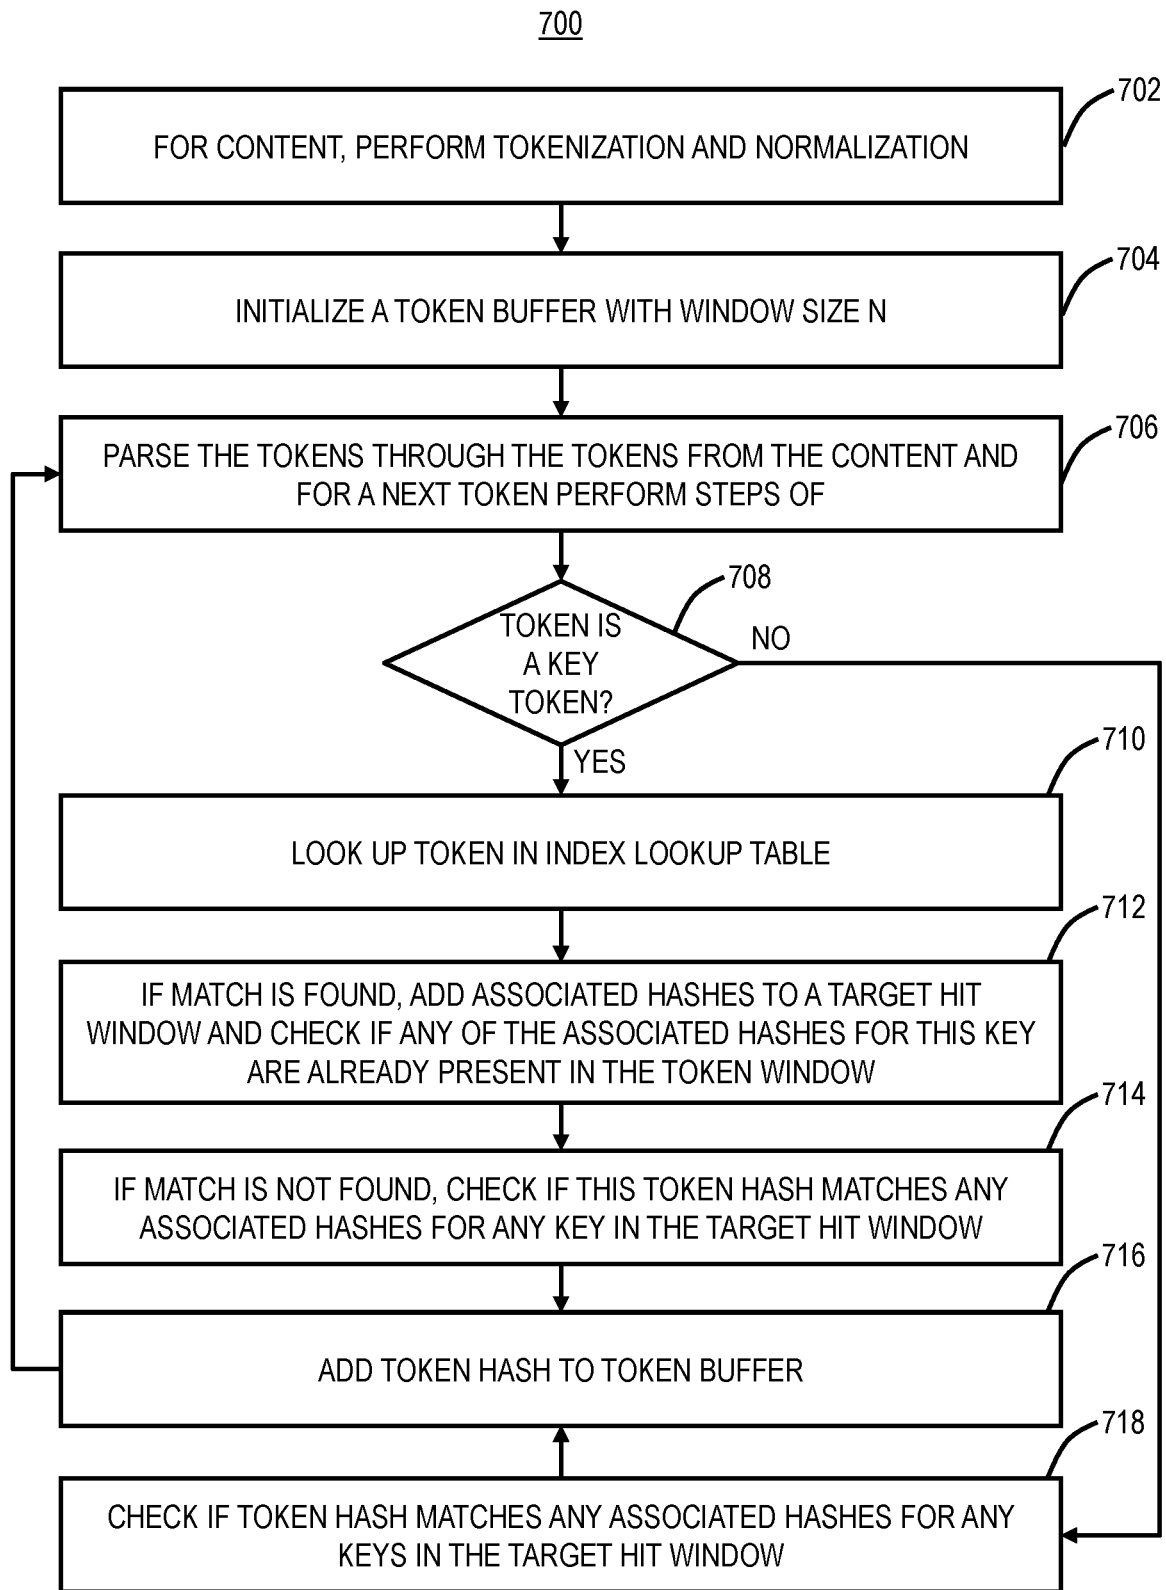 700
702
FOR CONTENT, PERFORM TOKENIZATION AND NORMALIZATION
704
INITIALIZE A TOKEN BUFFER WITH WINDOW SIZE N
706
PARSE THE TOKENS THROUGH THE TOKENS FROM THE CONTENT AND
FOR A NEXT TOKEN PERFORM STEPS OF
708
TOKEN IS
A KEY
TOKEN?
NO
YES
710
LOOK UP TOKEN IN INDEX LOOKUP TABLE
712
IF MATCH IS FOUND, ADD ASSOCIATED HASHES TO A TARGET HIT
WINDOW AND CHECK IF ANY OF THE ASSOCIATED HASHES FOR THIS KEY
ARE ALREADY PRESENT IN THE TOKEN WINDOW
714
IF MATCH IS NOT FOUND, CHECK IF THIS TOKEN HASH MATCHES ANY
ASSOCIATED HASHES FOR ANY KEY IN THE TARGET HIT WINDOW
716
ADD TOKEN HASH TO TOKEN BUFFER
718
CHECK IF TOKEN HASH MATCHES ANY ASSOCIATED HASHES FOR ANY
KEYS IN THE TARGET HIT WINDOW